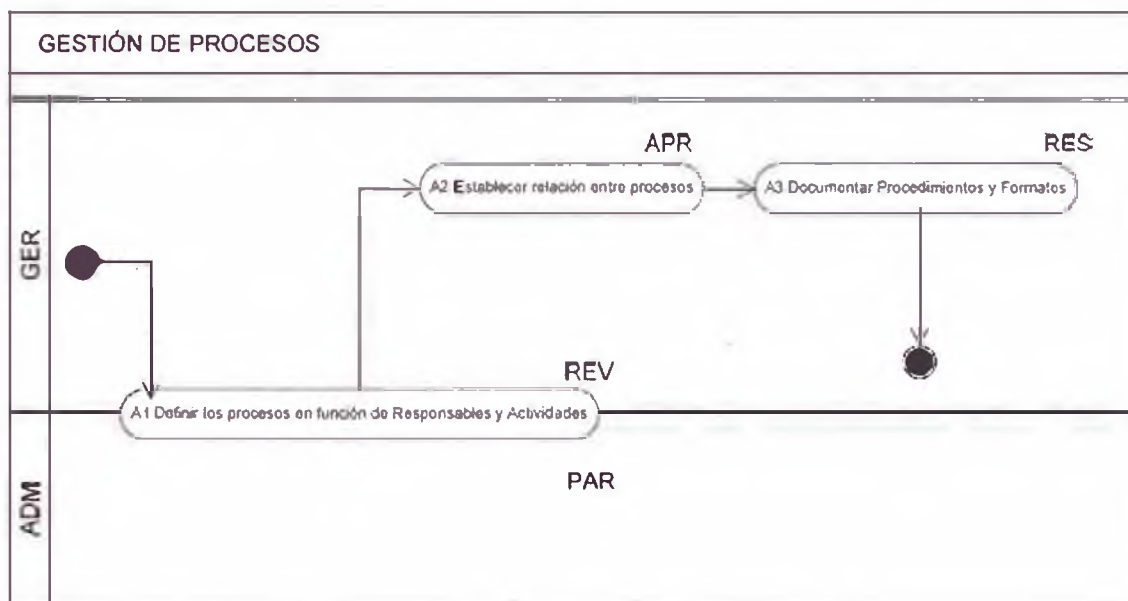 GESTIÓN DE PROCESOS
APR
RES
A2 Establecer relación entre procesos
A3 Documentar Procedimientos y Formatos
GER
REV
A1 Definir los procesos en función de Responsables y Actividades
PAR
ADM